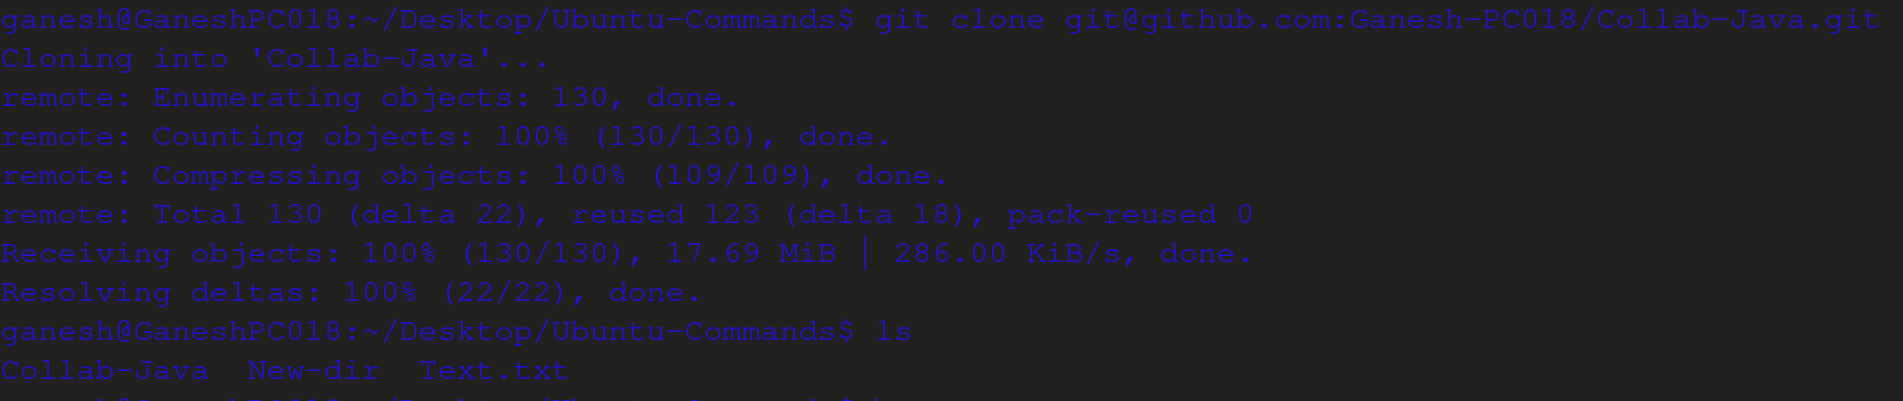 ganesh@GaneshPC018:~/Desktop/Ubuntu-Commands$ git clone git@github.com:Ganesh-PC018/Collab-Java.git
Cloning into 'Collab-Java'...
remote: Enumerating objects: 130, done.
remote: Counting objects: 100% (130/130), done.
remote: Compressing objects: 100% (109/109), done.
remote: Total 130 (delta 22), reused 123 (delta 18), pack-reused 0
Receiving objects: 100% (130/130), 17.69 MiB | 286.00 KiB/s, done.
Resolving deltas: 100% (22/22), done.
ganesh@GaneshPC018:~/Desktop/Ubuntu-Commands$ ls
Collab-Java  New-dir  Text.txt